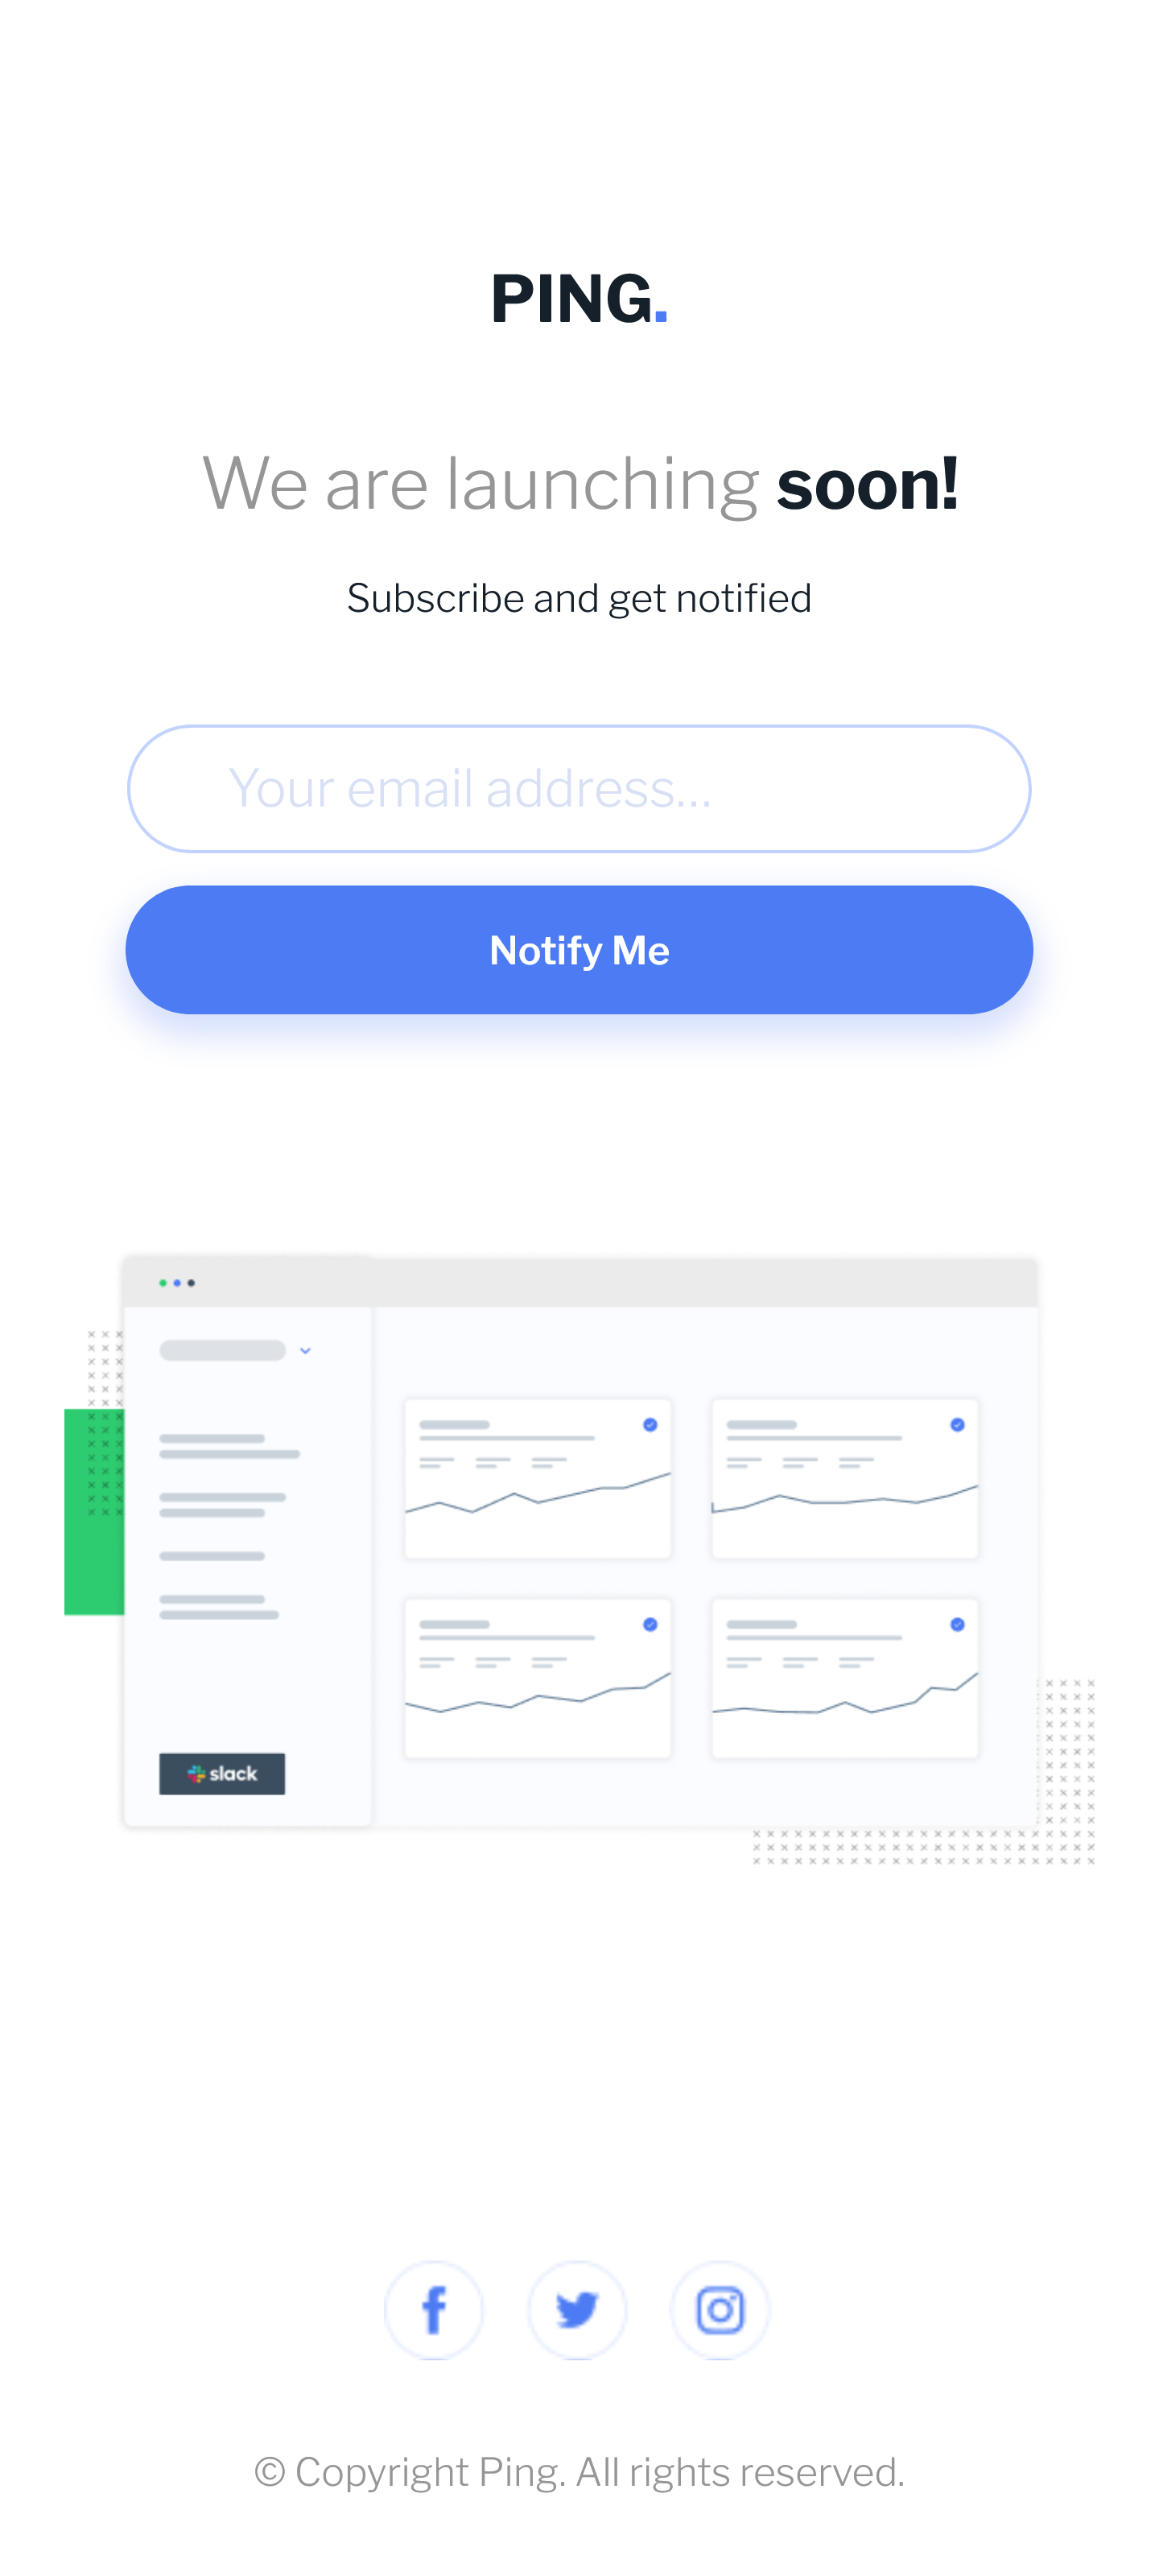 PING.
We are launching soon!
Subscribe and get notified
Your email address...
Notify Me
slack
© Copyright Ping. All rights reserved.